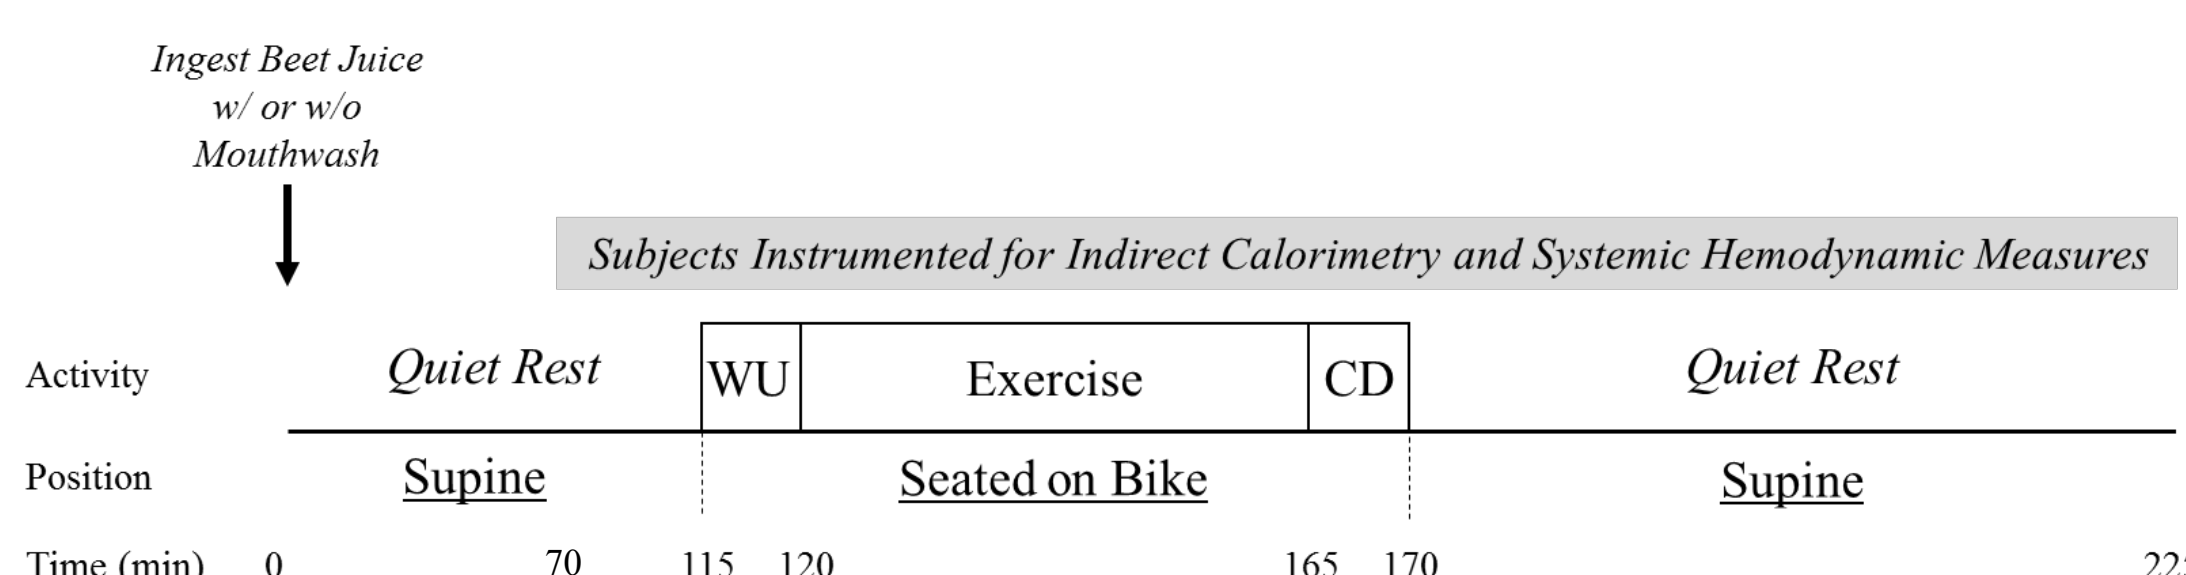 Ingest Beet Juice
w/ or w/o
Mouthwash
Subjects Instrumented for Indirect Calorimetry and Systemic Hemodynamic Measures
Activity Quiet Rest WU Exercise CD Quiet Rest
Position Supine Seated on Bike Supine
Time (min) 0 70 115 120 165 170